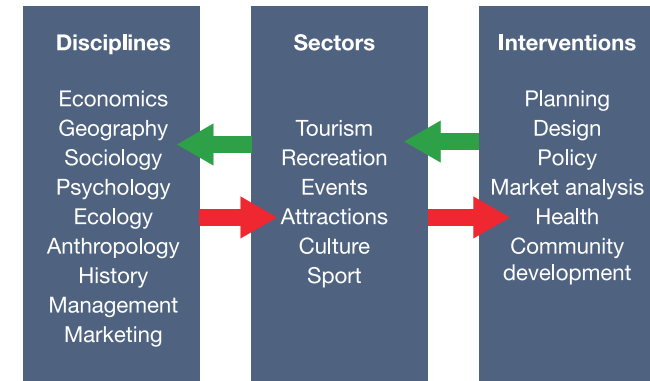 Disciplines
Economics
Geography
Sociology
Psychology
Ecology
Anthropology
History
Management
Marketing
Sectors
Tourism
Recreation
Events
Attractions
Culture
Sport
Interventions
Planning
Design
Policy
Market analysis
Health
Community
development